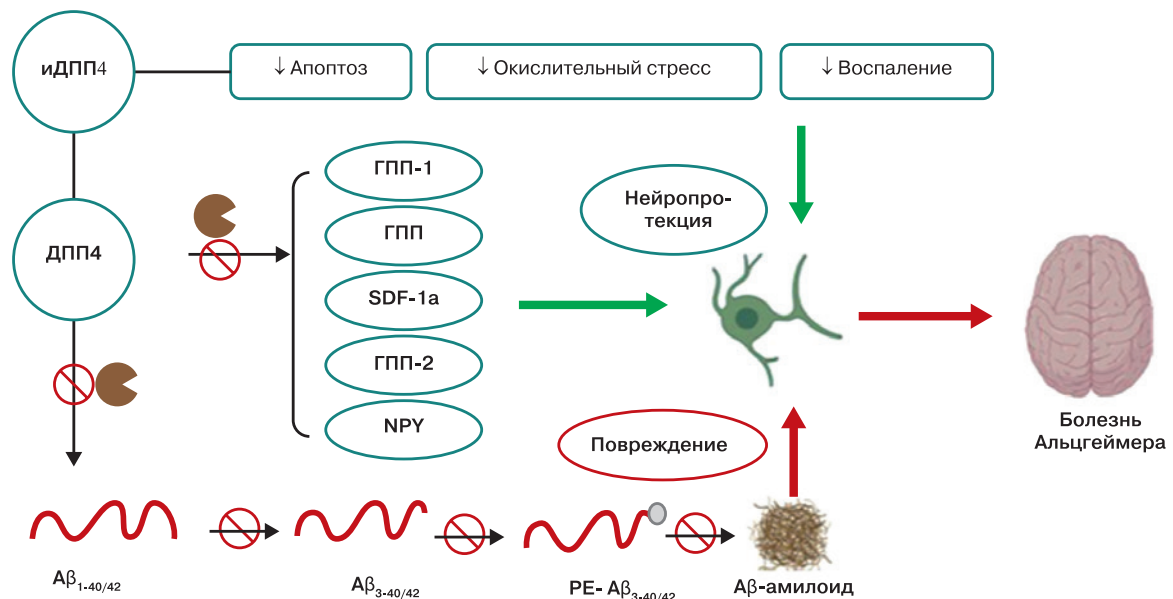 иДПП4
↓ Апоптоз
↓ Окислительный стресс
↓ Воспаление
ДПП4
ГПП-1
ГПП
SDF-1a
ГПП-2
NPY
Нейропро-
текция
Повреждение
Болезнь
Альцгеймера
Aβ1-40/42
Aβ3-40/42
PE- Aβ3-40/42
Aβ-амилоид